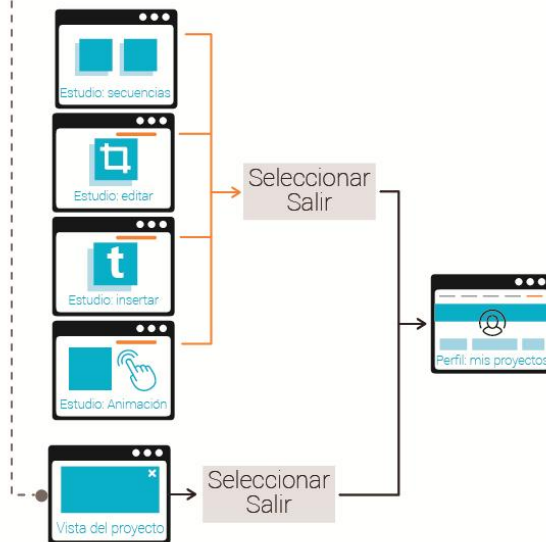 Estudio: secuencias
Estudio: editar
Seleccionar
Salir
t
Estudio: insertar
Perfil: mis proyectos
Estudio: Animación
Seleccionar
Salir
Vista del proyecto